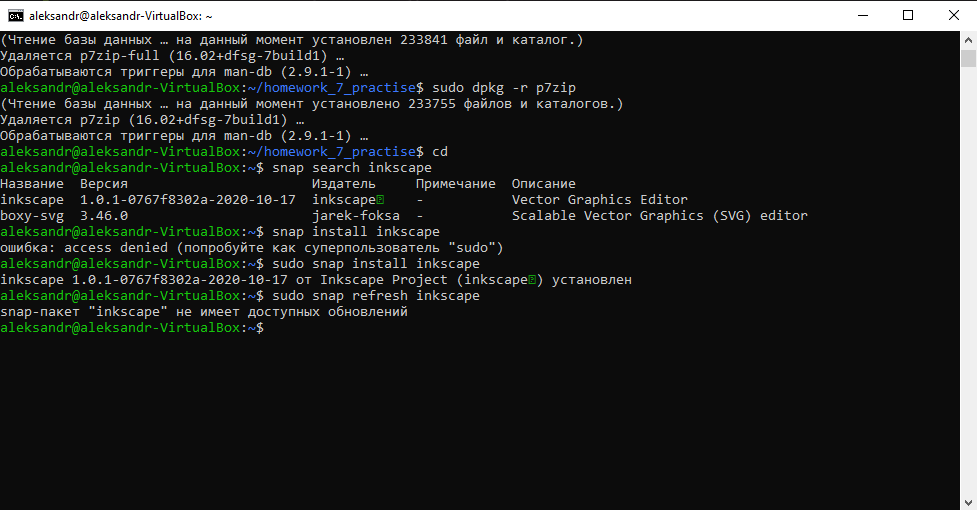 aleksandr@aleksandr-VirtualBox: ~
(Чтение базы данных … на данный момент установлен 233841 файл и каталог.)
Удаляется p7zip-full (16.02+dfsg-7build1) …
Обрабатываются триггеры для man-db (2.9.1-1) …
aleksandr@aleksandr-VirtualBox:~/homework_7_practise$ sudo dpkg -r p7zip
(Чтение базы данных … на данный момент установлено 233755 файлов и каталогов.)
Удаляется p7zip (16.02+dfsg-7build1) …
Обрабатываются триггеры для man-db (2.9.1-1) …
aleksandr@aleksandr-VirtualBox:~/homework_7_practise$ cd
aleksandr@aleksandr-VirtualBox:~$ snap search inkscape
Название  Версия                       Издатель     Примечание  Описание
inkscape  1.0.1-0767f8302a-2020-10-17  inkscape  -           Vector Graphics Editor
boxy-svg  3.46.0                       jarek-foksa  -           Scalable Vector Graphics (SVG) editor
aleksandr@aleksandr-VirtualBox:~$ snap install inkscape
ошибка: access denied (попробуйте как суперпользователь "sudo")
aleksandr@aleksandr-VirtualBox:~$ sudo snap install inkscape
inkscape 1.0.1-0767f8302a-2020-10-17 от Inkscape Project (inkscape) установлен
aleksandr@aleksandr-VirtualBox:~$ sudo snap refresh inkscape
snap-пакет "inkscape" не имеет доступных обновлений
aleksandr@aleksandr-VirtualBox:~$